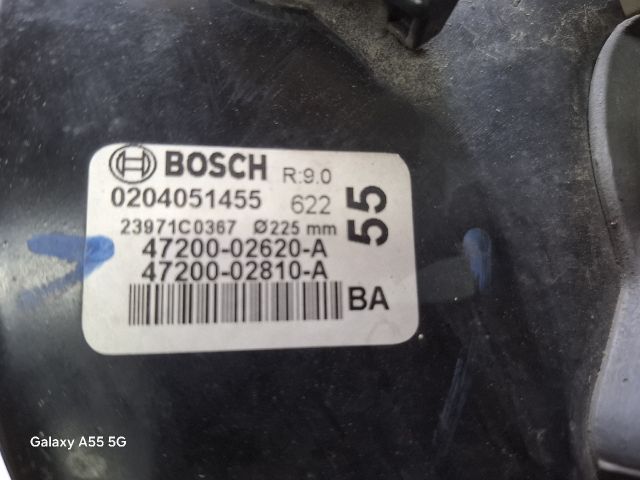 BOSCH R:9.0
0204051455 622
55
23971C0367 Ø225 mm
47200-02620-A
47200-02810-A
BA
Galaxy A55 5G